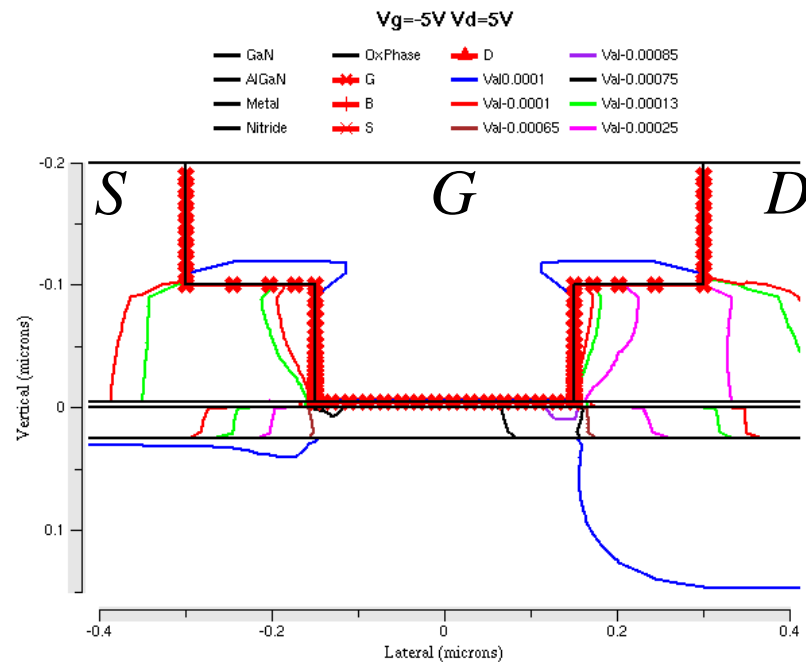 Vg=-5V Vd=5V
GaN OxPhase D Val-0.00085
AlGaN G Val0.0001 Val-0.00075
Metal B Val-0.0001 Val-0.00013
Nitride S Val-0.00065 Val-0.00025
-0.2
S G D
-0.1
0
0.1
Vertical (microns)
-0.4 -0.2 0 0.2 0.4
Lateral (microns)